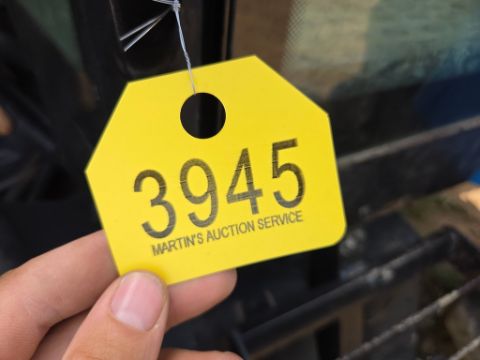 3945
MARTIN'S AUCTION SERVICE